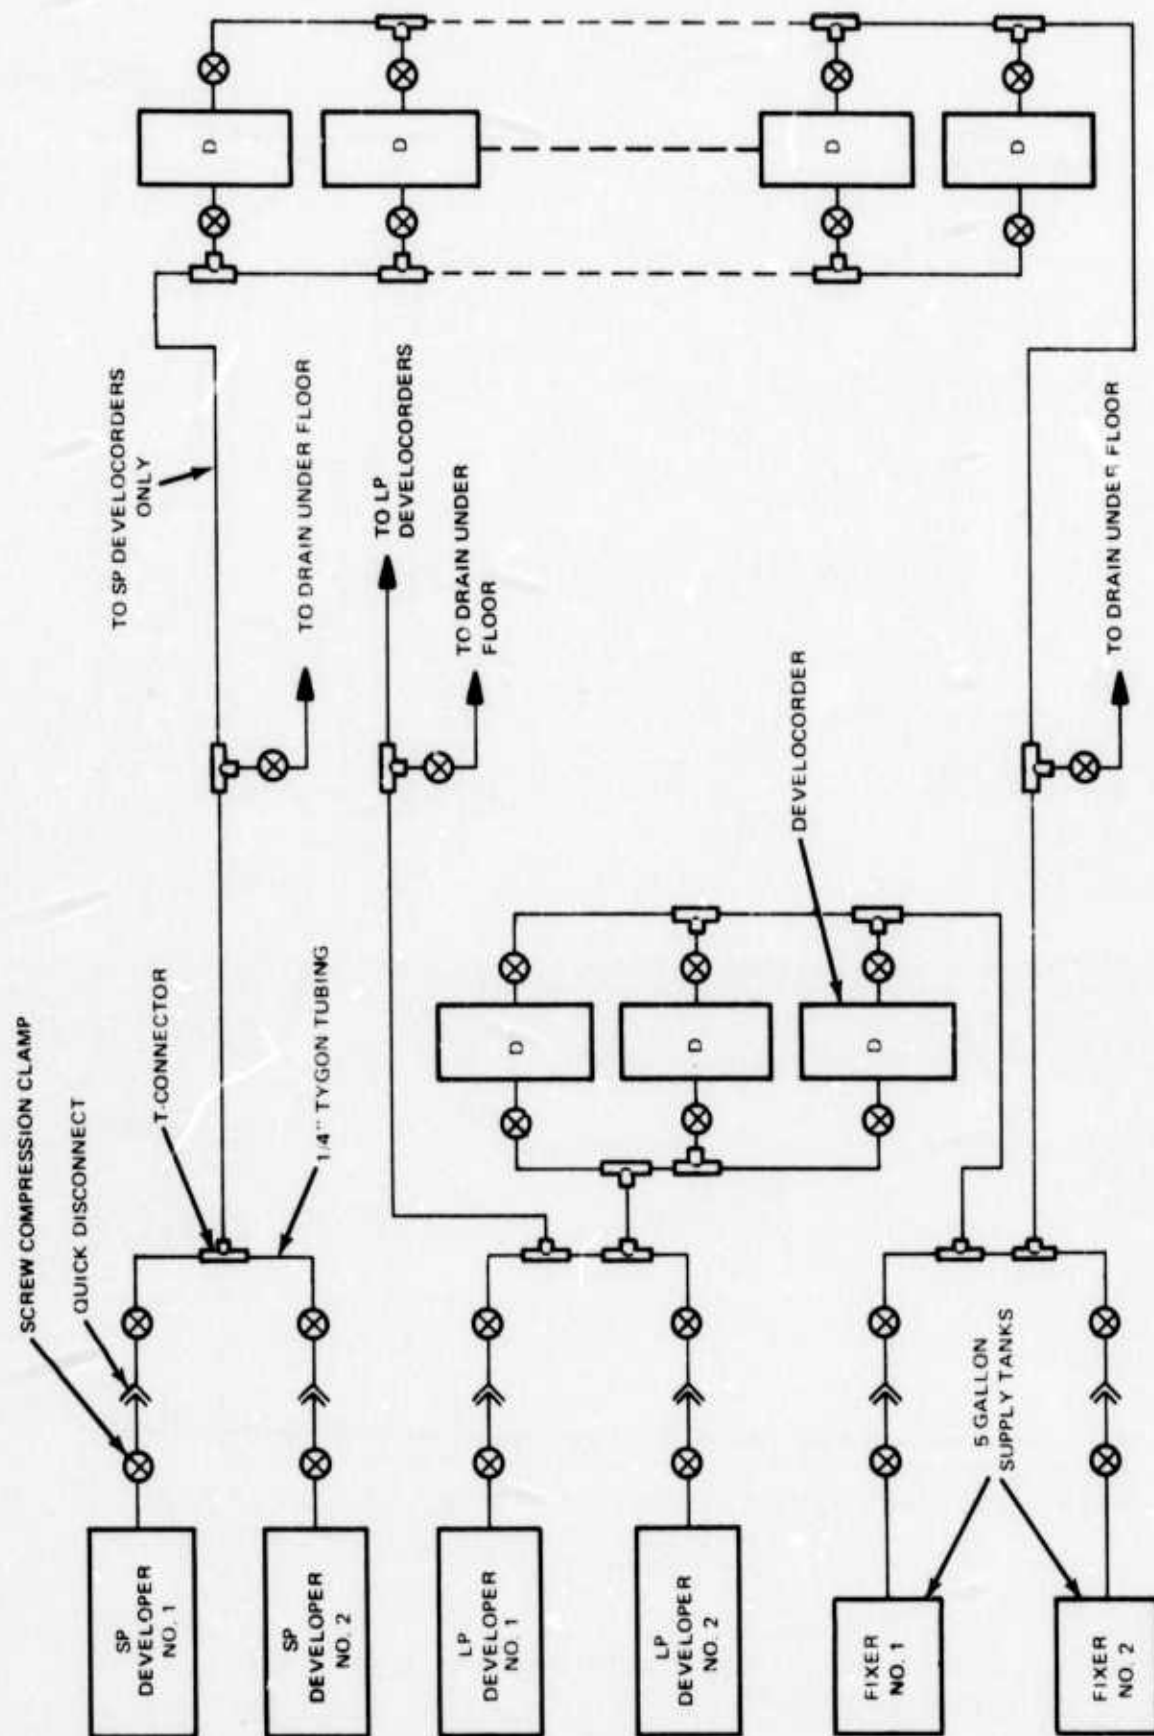 SCREW COMPRESSION CLAMP
QUICK DISCONNECT
T-CONNECTOR
1/4" TYGON TUBING
TO SP DEVELOCORDERS
ONLY
TO DRAIN UNDER FLOOR
TO LP
DEVELOCORDERS
TO DRAIN UNDER
FLOOR
DEVELOCORDER
TO DRAIN UNDER FLOOR
5 GALLON
SUPPLY TANKS
SP
DEVELOPER
NO. 1
SP
DEVELOPER
NO. 2
LP
DEVELOPER
NO. 1
LP
DEVELOPER
NO. 2
FIXER
NO. 1
FIXER
NO. 2
D
D
D
D
D
D
D